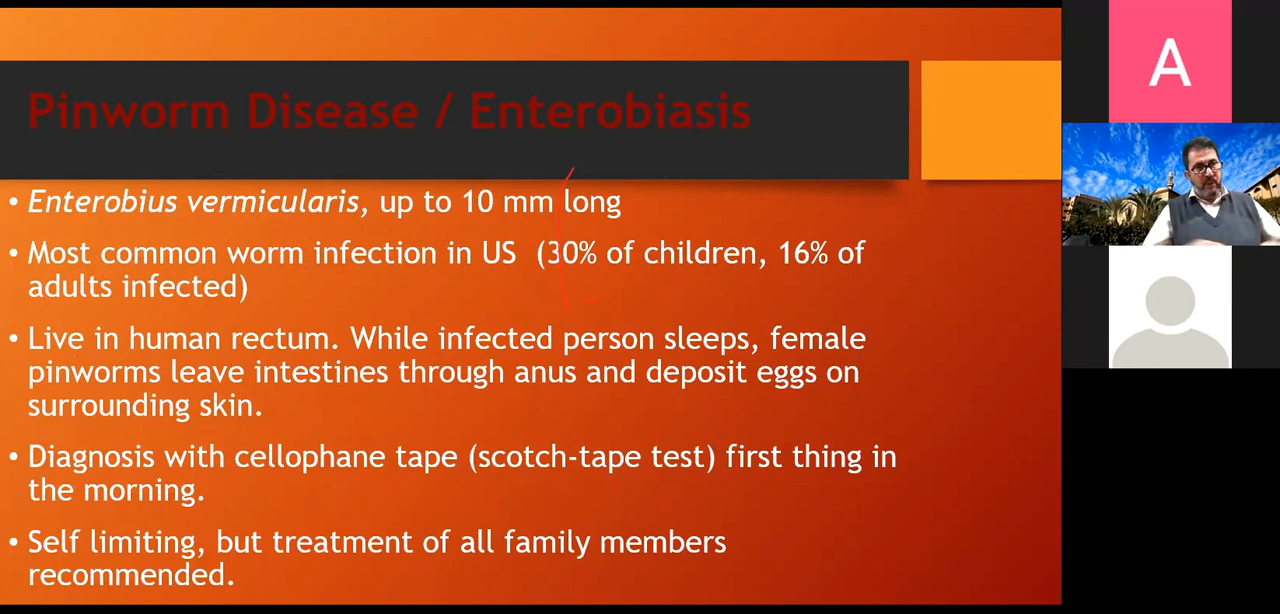 Pinworm Disease / Enterobiasis
• Enterobius vermicularis, up to 10 mm long
• Most common worm infection in US (30% of children, 16% of
adults infected)
• Live in human rectum. While infected person sleeps, female
pinworms leave intestines through anus and deposit eggs on
surrounding skin.
• Diagnosis with cellophane tape (scotch-tape test) first thing in
the morning.
• Self limiting, but treatment of all family members
recommended.
A